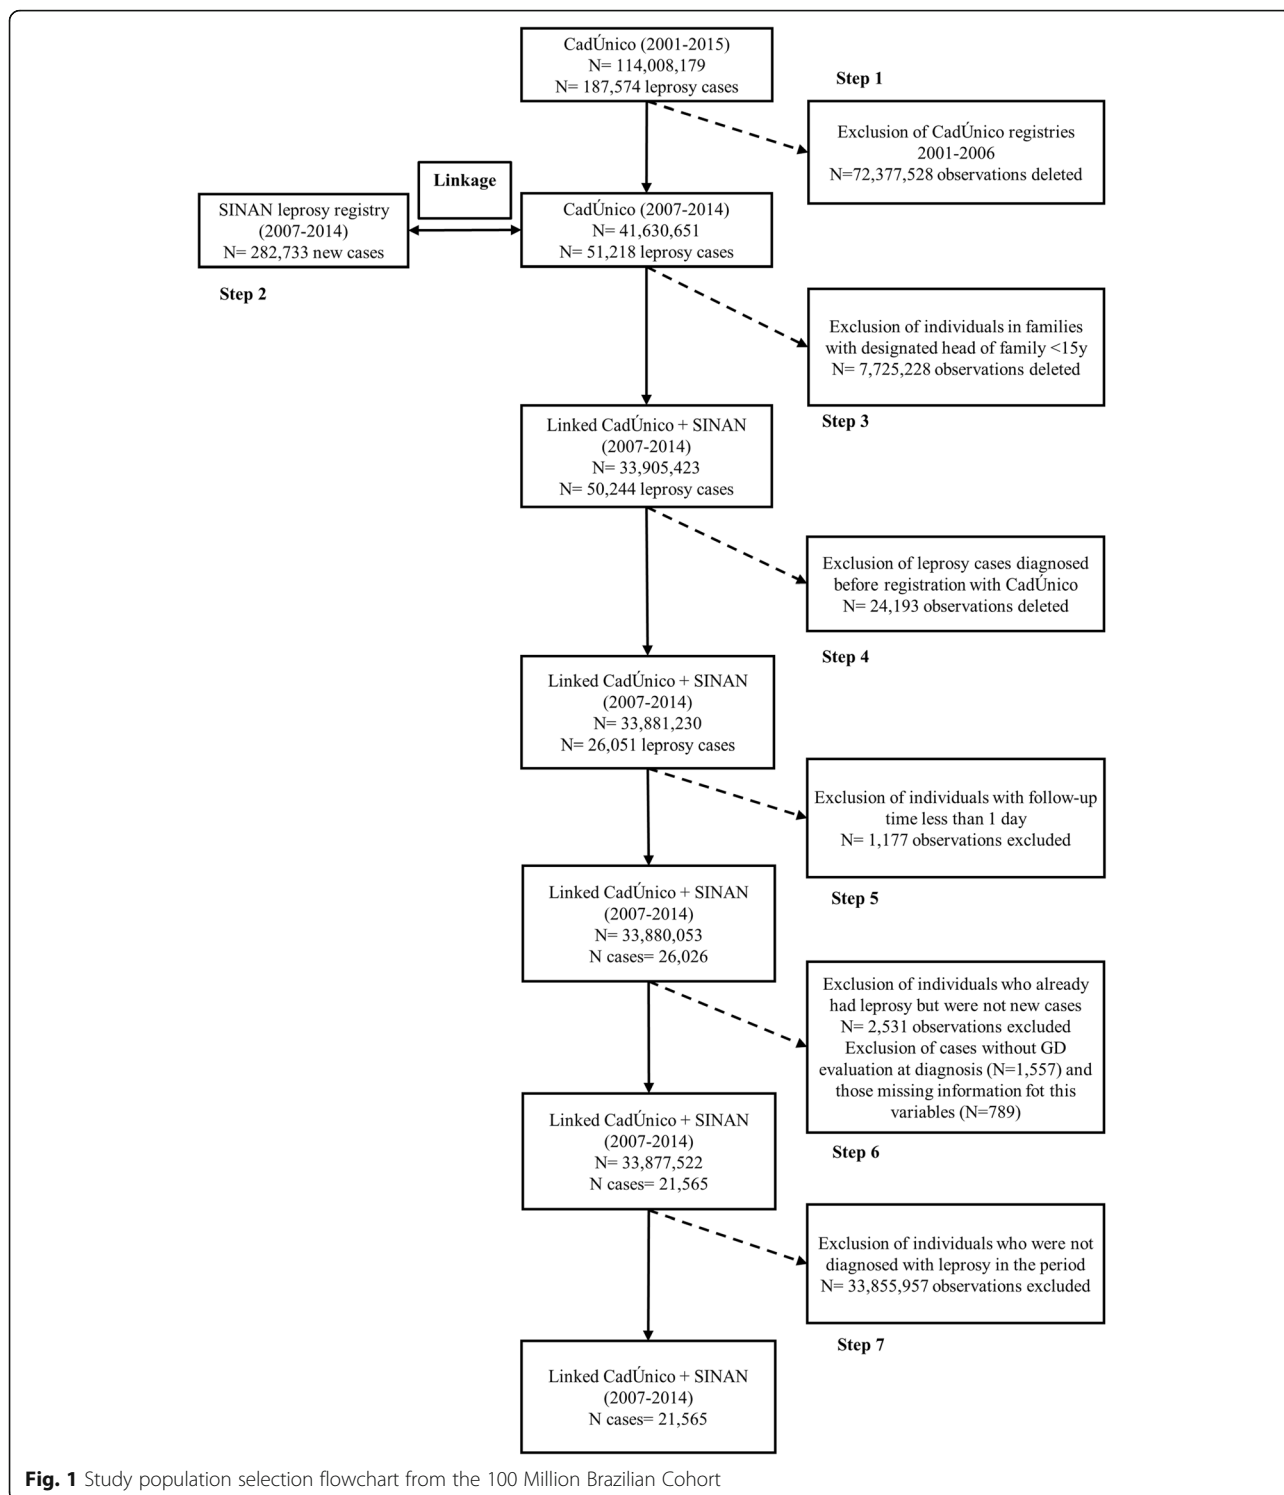 CadÚnico (2001-2015)
N= 114,008,179
N= 187,574 leprosy cases
Step 1
Exclusion of CadÚnico registries
2001-2006
N=72,377,528 observations deleted
Linkage
SINAN leprosy registry
(2007-2014)
N= 282,733 new cases
Step 2
CadÚnico (2007-2014)
N= 41,630,651
N= 51,218 leprosy cases
Exclusion of individuals in families
with designated head of family <15y
N= 7,725,228 observations deleted
Step 3
Linked CadÚnico + SINAN
(2007-2014)
N= 33,905,423
N= 50,244 leprosy cases
Exclusion of leprosy cases diagnosed
before registration with CadÚnico
N= 24,193 observations deleted
Step 4
Linked CadÚnico + SINAN
(2007-2014)
N= 33,881,230
N= 26,051 leprosy cases
Exclusion of individuals with follow-up
time less than 1 day
N= 1,177 observations excluded
Step 5
Linked CadÚnico + SINAN
(2007-2014)
N= 33,880,053
N cases= 26,026
Exclusion of individuals who already
had leprosy but were not new cases
N= 2,531 observations excluded
Exclusion of cases without GD
evaluation at diagnosis (N=1,557) and
those missing information fot this
variables (N=789)
Step 6
Linked CadÚnico + SINAN
(2007-2014)
N= 33,877,522
N cases= 21,565
Exclusion of individuals who were not
diagnosed with leprosy in the period
N= 33,855,957 observations excluded
Step 7
Linked CadÚnico + SINAN
(2007-2014)
N cases= 21,565
Fig. 1 Study population selection flowchart from the 100 Million Brazilian Cohort